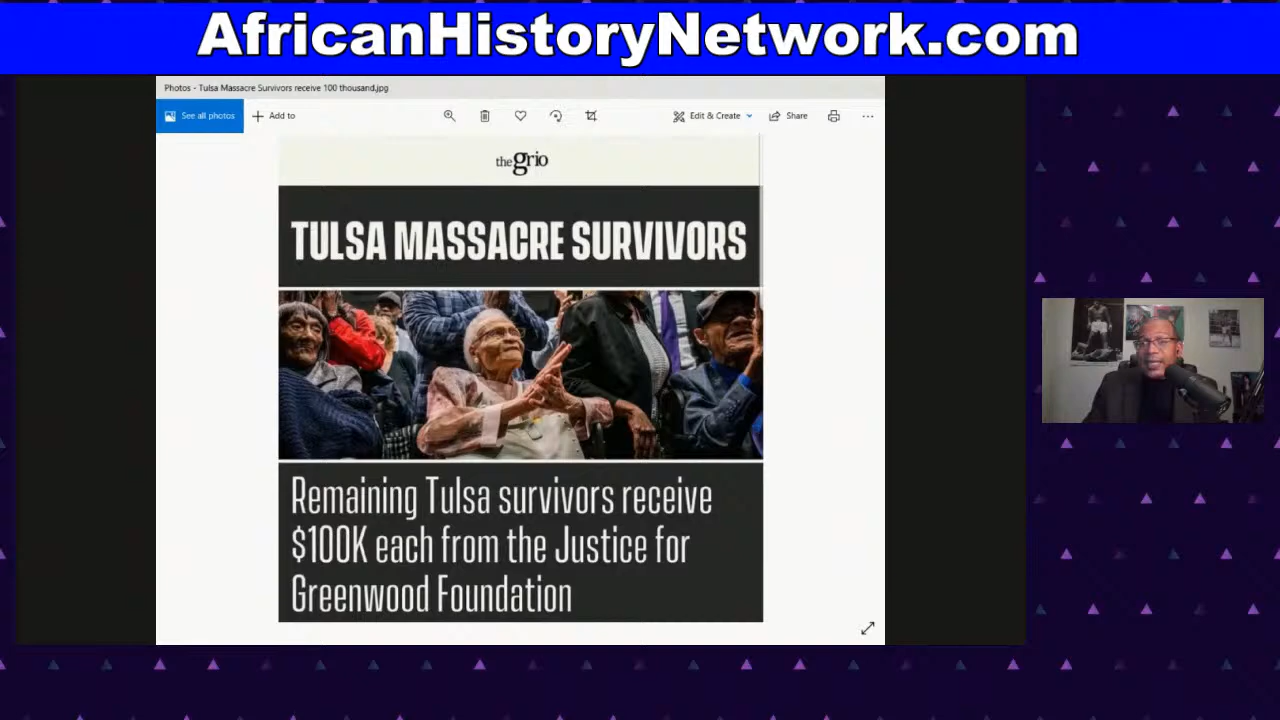 AfricanHistoryNetwork.com
Photos - Tulsa Massacre Survivors receive 100 thousand.jpg
See all photos
Add to
Edit & Create
Share
thegrio
TULSA MASSACRE SURVIVORS
Remaining Tulsa survivors receive
$100K each from the Justice for
Greenwood Foundation